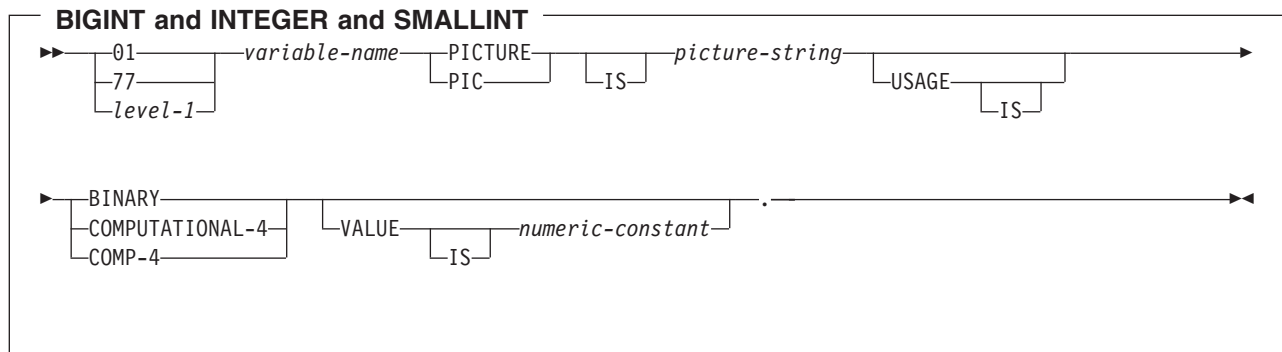 BIGINT and INTEGER and SMALLINT
01 variable-name PICTURE picture-string
77 PIC IS USAGE
level-1 IS
BINARY .
COMPUTATIONAL-4 VALUE numeric-constant
COMP-4 IS